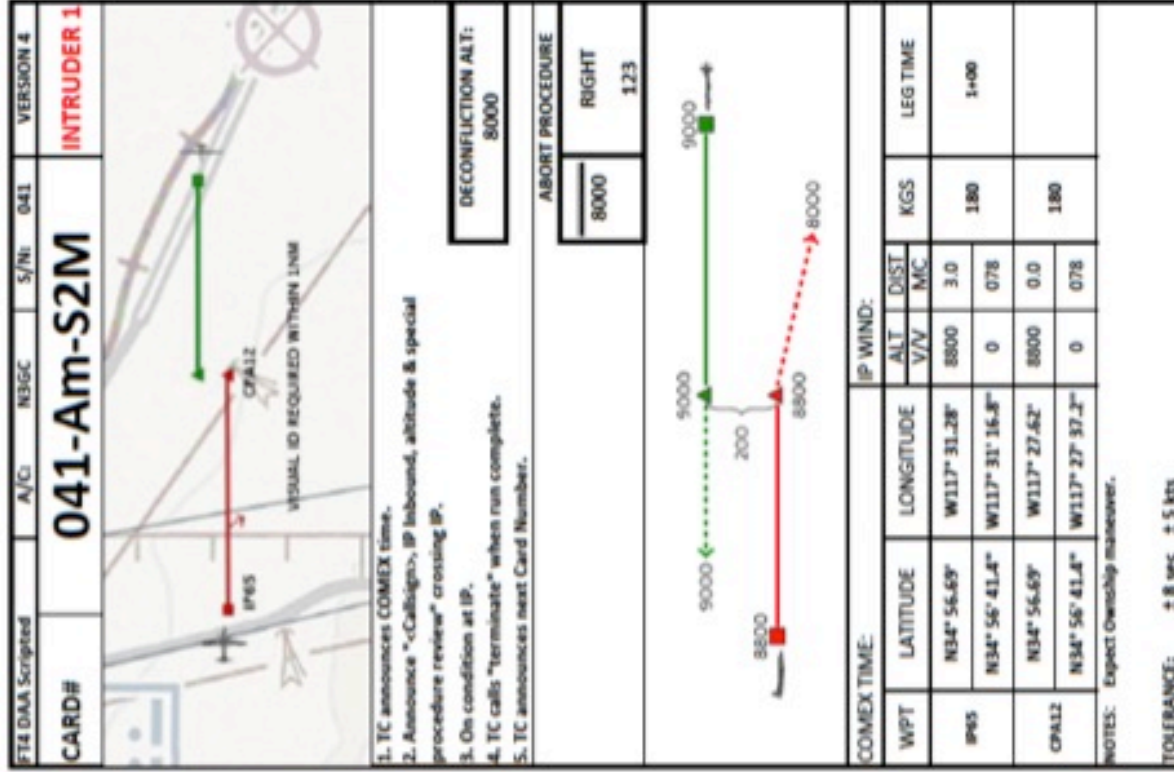 FT4 DAA Scripted A/C: N3GC S/N: 041 VERSION 4
CARD# 041-Am-S2M INTRUDER 1
IP65
CPA12
VISUAL ID REQUIRED WITHIN 1NM
1. TC announces COMEX time.
2. Announce "<Callsign>, IP Inbound, altitude & special
procedure review" crossing IP.
3. On condition at IP.
4. TC calls "terminate" when run complete.
5. TC announces next Card Number.
DECONFLICTION ALT:
8000
ABORT PROCEDURE
8000 RIGHT
123
9000 9000 9000
200
8800 8800 8000
COMEX TIME: IP WIND:
WPT LATITUDE LONGITUDE ALT DIST KGS LEG TIME
V/V MC
IP65 N34° 56.69' W117° 31.28' 8800 3.0 180 1+00
N34° 56' 41.4" W117° 31' 16.8" 0 078
CPA12 N34° 56.69' W117° 27.62' 8800 0.0 180
N34° 56' 41.4" W117° 27' 37.2" 0 078
NOTES: Expect Ownship maneuver.
TOLERANCE: ± 8 sec ± 5 kts